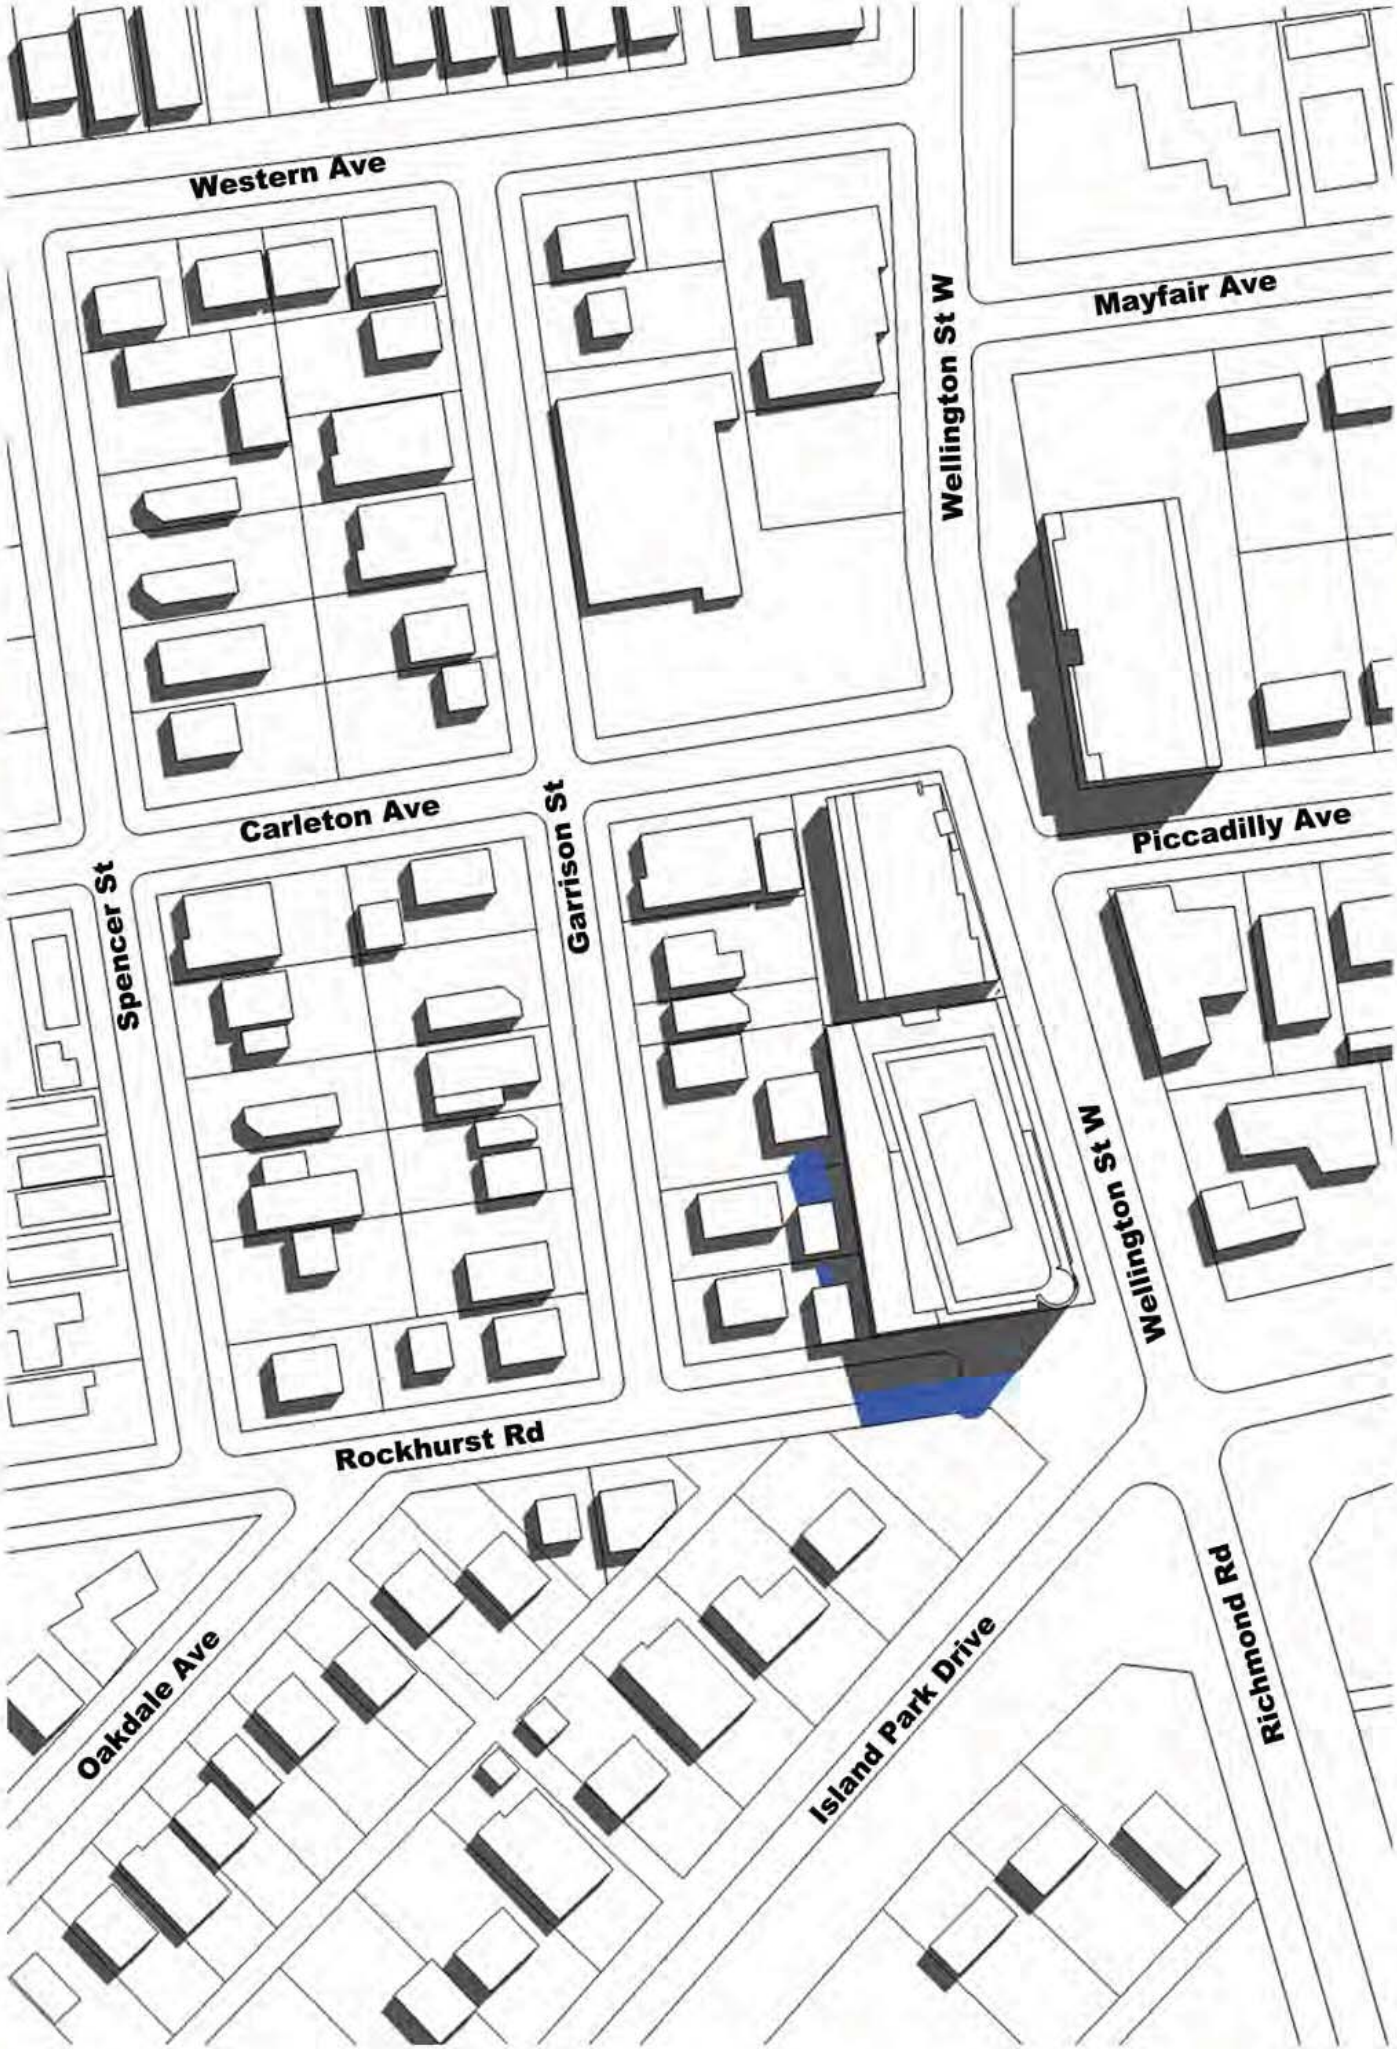 Western Ave
Mayfair Ave
Wellington St W
Carleton Ave
Garrison St
Piccadilly Ave
Spencer St
Wellington St W
Rockhurst Rd
Oakdale Ave
Island Park Drive
Richmond Rd